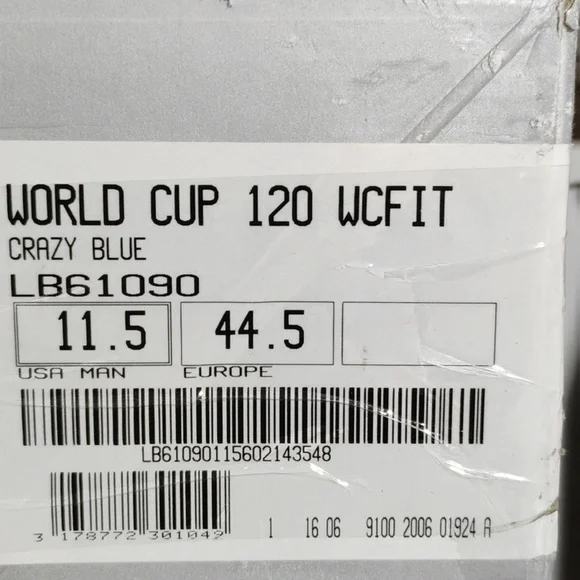 WORLD CUP 120 WCFIT
CRAZY BLUE
LB61090
11.5 44.5
USA MAN EUROPE
LB61090115602143548
3 178772 301049 1 16 06 9100 2006 01924 A